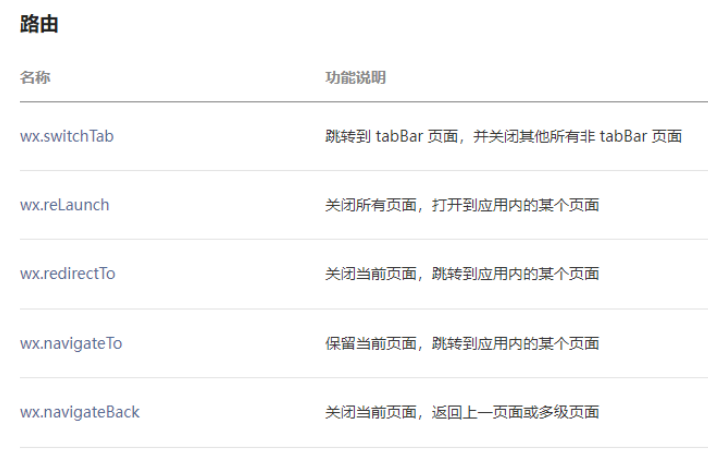 路由
名称 功能说明
wx.switchTab 跳转到 tabBar 页面，并关闭其他所有非 tabBar 页面
wx.reLaunch 关闭所有页面，打开到应用内的某个页面
wx.redirectTo 关闭当前页面，跳转到应用内的某个页面
wx.navigateTo 保留当前页面，跳转到应用内的某个页面
wx.navigateBack 关闭当前页面，返回上一页面或多级页面